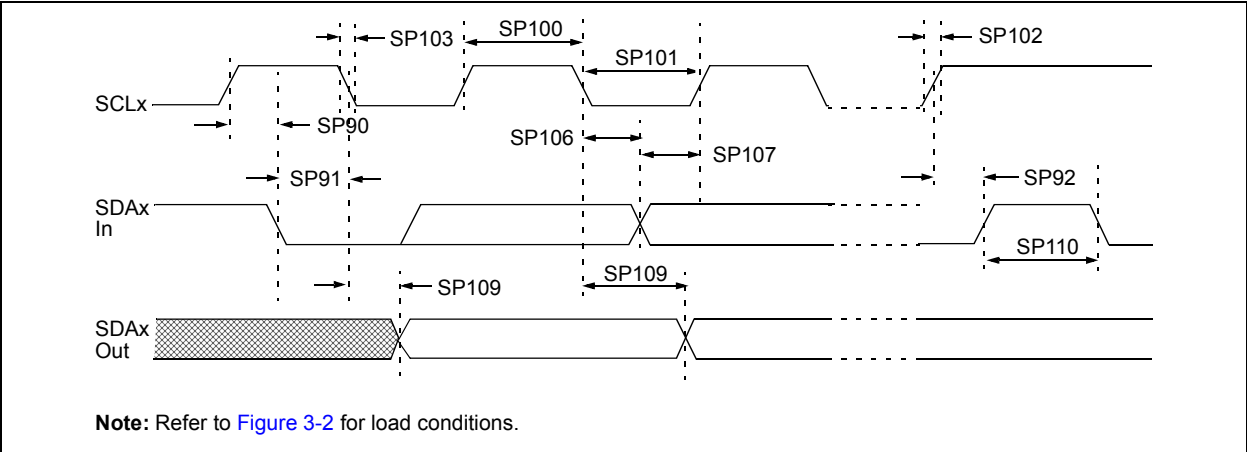 SP103
SP100
SP102
SP101
SCLx
SP90
SP106
SP107
SP91
SP92
SDAx
In
SP110
SP109
SP109
SDAx
Out
Note: Refer to Figure 3-2 for load conditions.